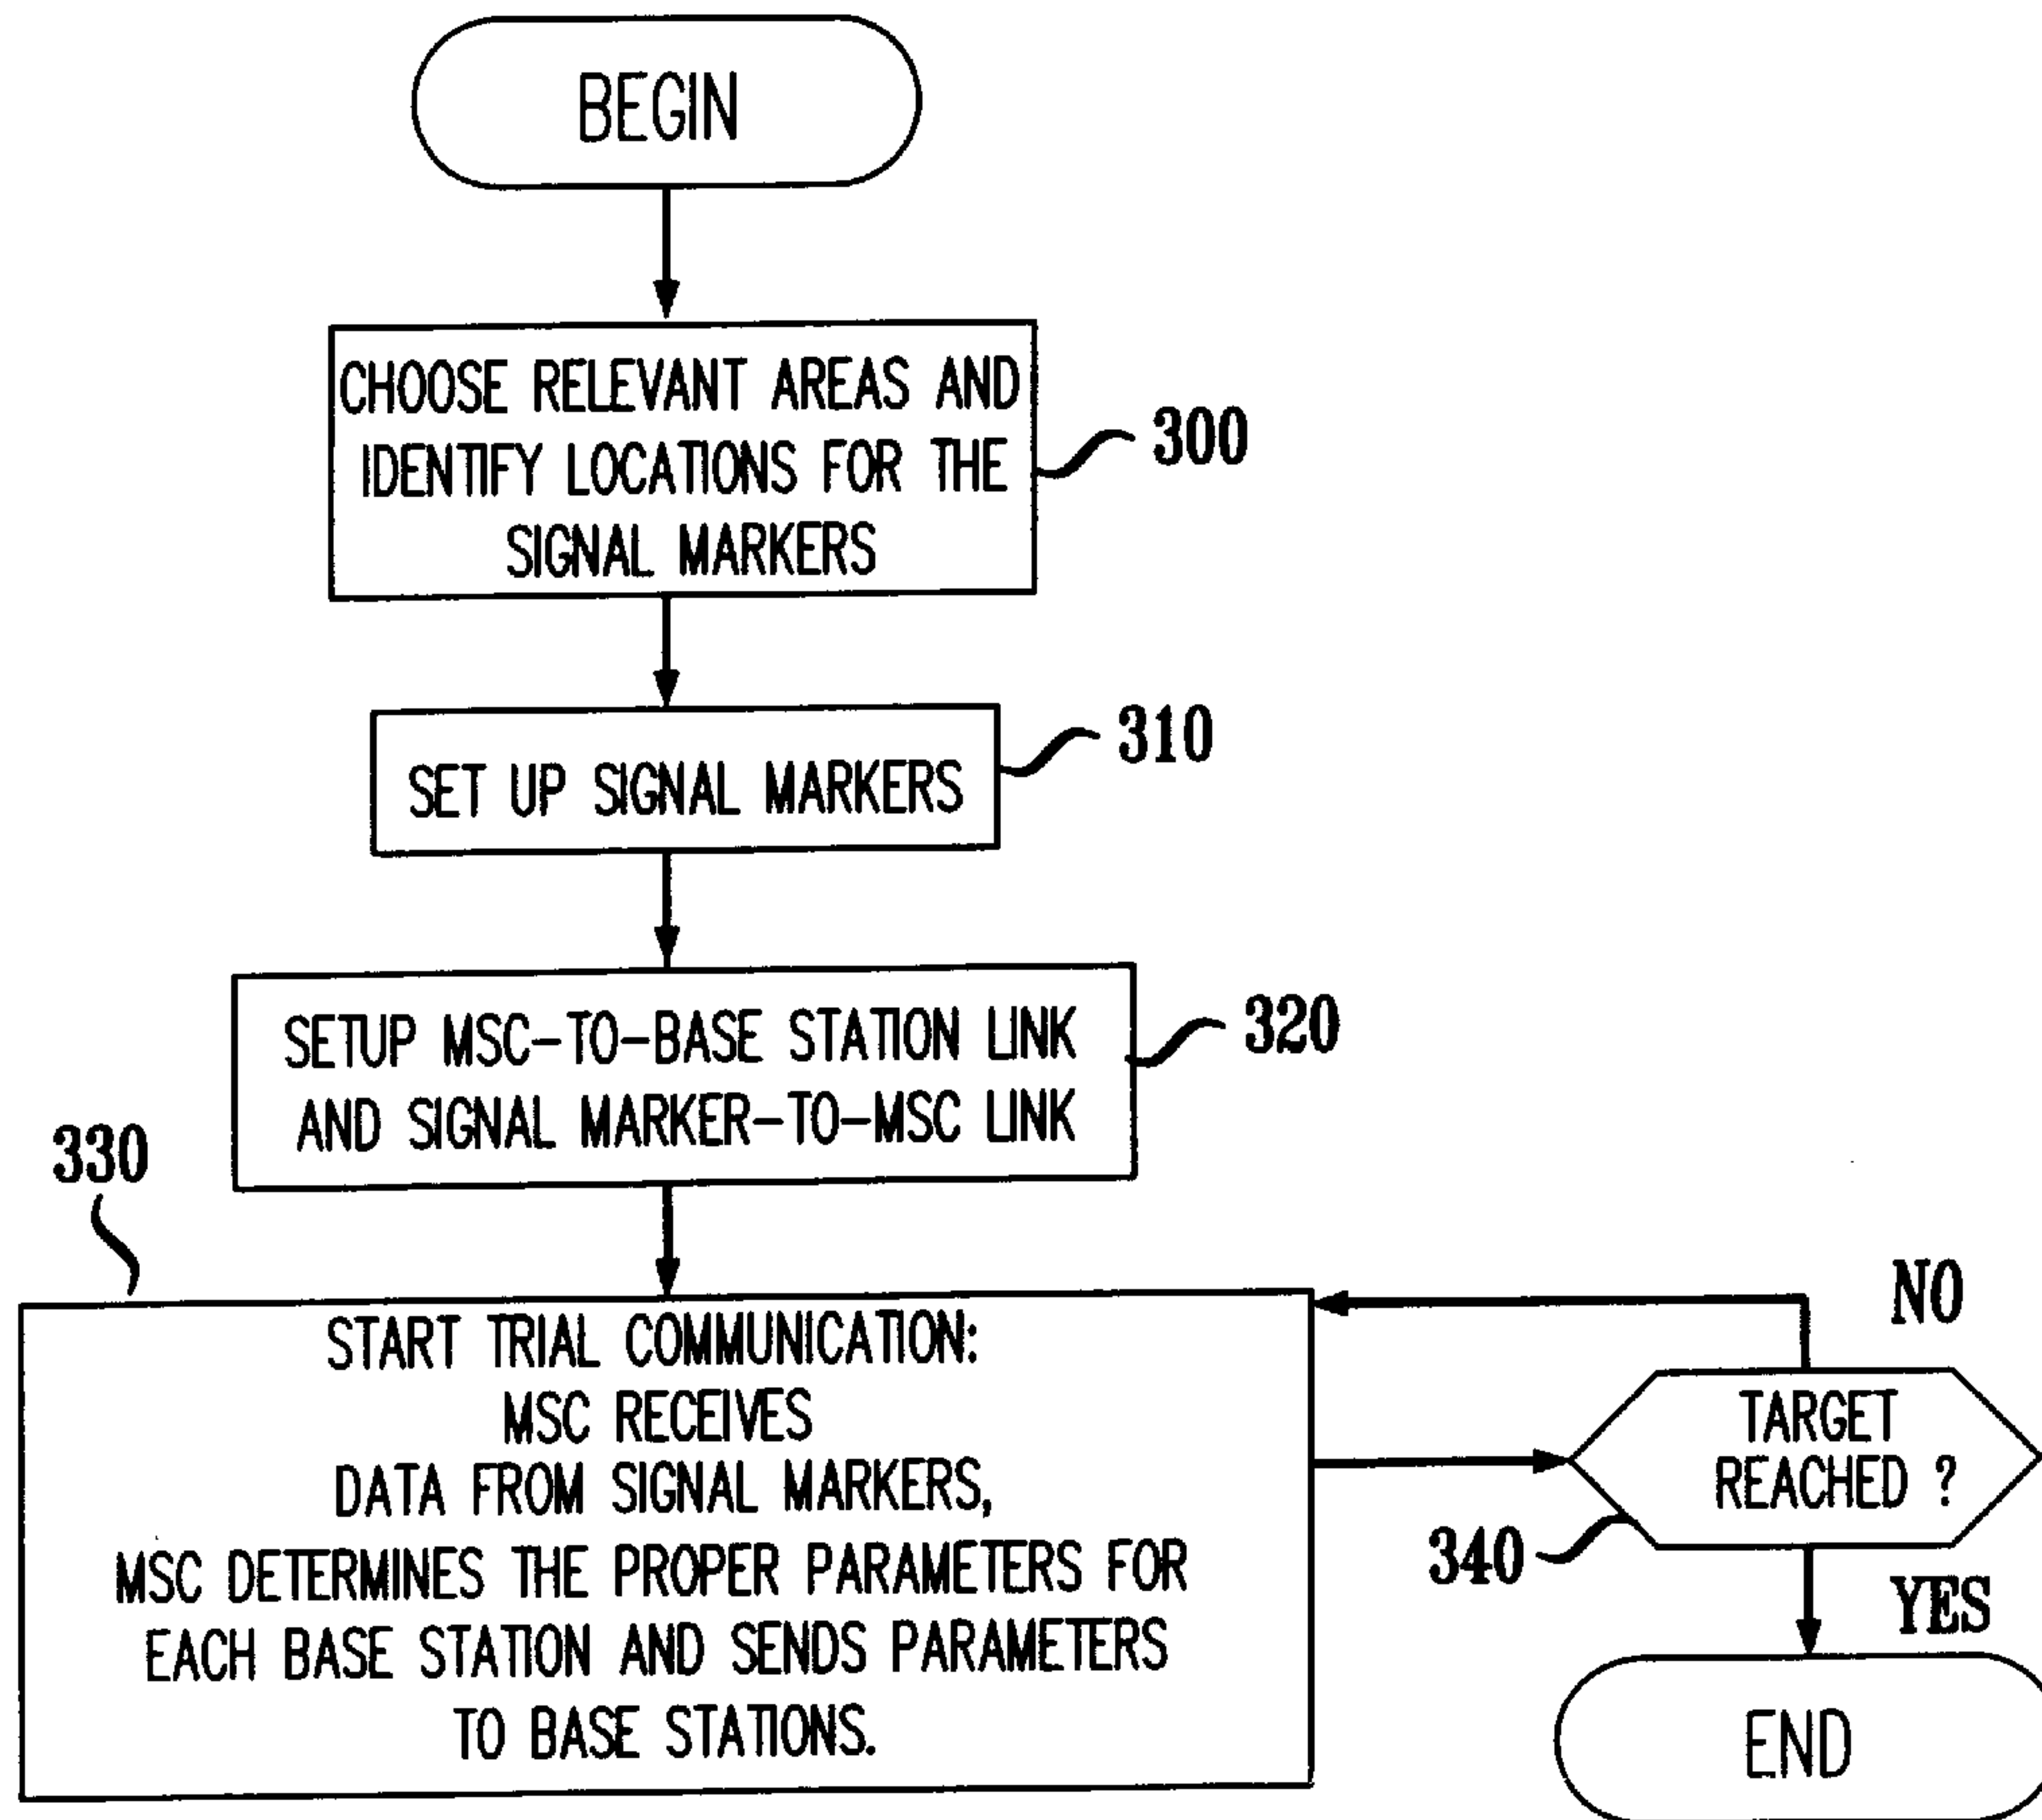 BEGIN
CHOOSE RELEVANT AREAS AND
IDENTIFY LOCATIONS FOR THE
SIGNAL MARKERS
300
SET UP SIGNAL MARKERS
310
SETUP MSC-TO-BASE STATION LINK
AND SIGNAL MARKER-TO-MSC LINK
320
330
START TRIAL COMMUNICATION:
MSC RECEIVES
DATA FROM SIGNAL MARKERS,
MSC DETERMINES THE PROPER PARAMETERS FOR
EACH BASE STATION AND SENDS PARAMETERS
TO BASE STATIONS.
NO
TARGET
REACHED ?
340
YES
END